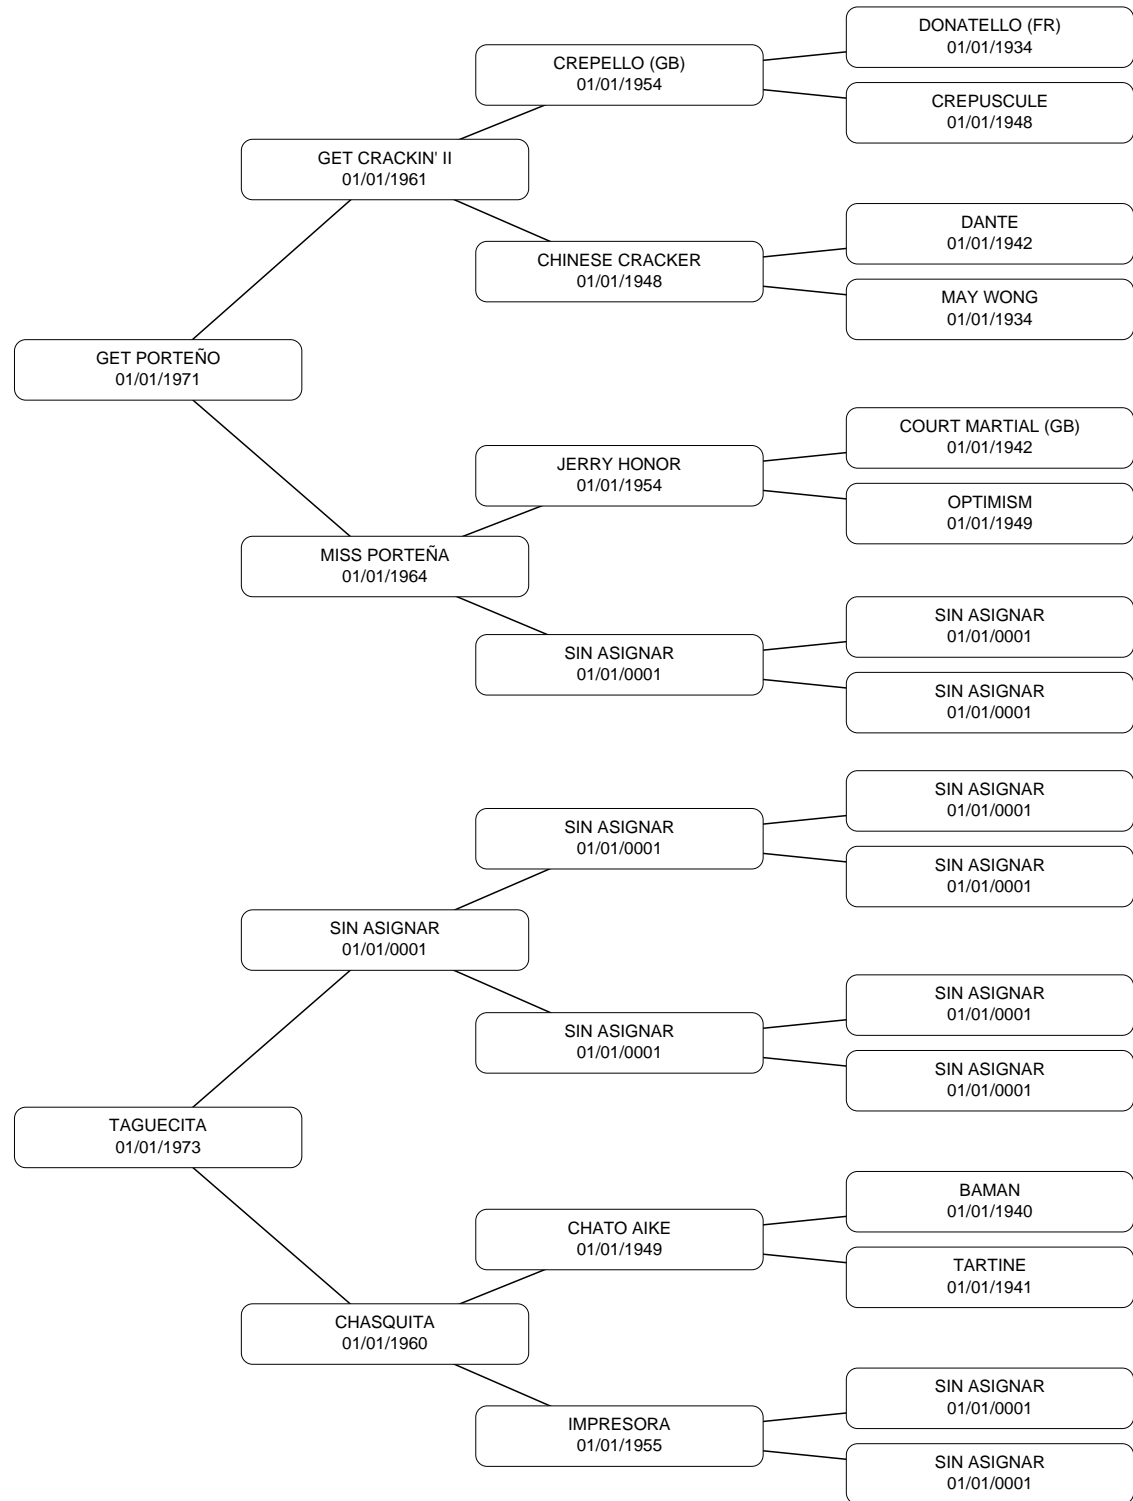 DONATELLO (FR)
01/01/1934
CREPELLO (GB)
01/01/1954
CREPUSCULE
01/01/1948
GET CRACKIN' II
01/01/1961
DANTE
01/01/1942
CHINESE CRACKER
01/01/1948
MAY WONG
01/01/1934
GET PORTEÑO
01/01/1971
COURT MARTIAL (GB)
01/01/1942
JERRY HONOR
01/01/1954
OPTIMISM
01/01/1949
MISS PORTEÑA
01/01/1964
SIN ASIGNAR
01/01/0001
SIN ASIGNAR
01/01/0001
SIN ASIGNAR
01/01/0001
SIN ASIGNAR
01/01/0001
SIN ASIGNAR
01/01/0001
SIN ASIGNAR
01/01/0001
SIN ASIGNAR
01/01/0001
SIN ASIGNAR
01/01/0001
SIN ASIGNAR
01/01/0001
SIN ASIGNAR
01/01/0001
TAGUECITA
01/01/1973
BAMAN
01/01/1940
CHATO AIKE
01/01/1949
TARTINE
01/01/1941
CHASQUITA
01/01/1960
SIN ASIGNAR
01/01/0001
IMPRESORA
01/01/1955
SIN ASIGNAR
01/01/0001